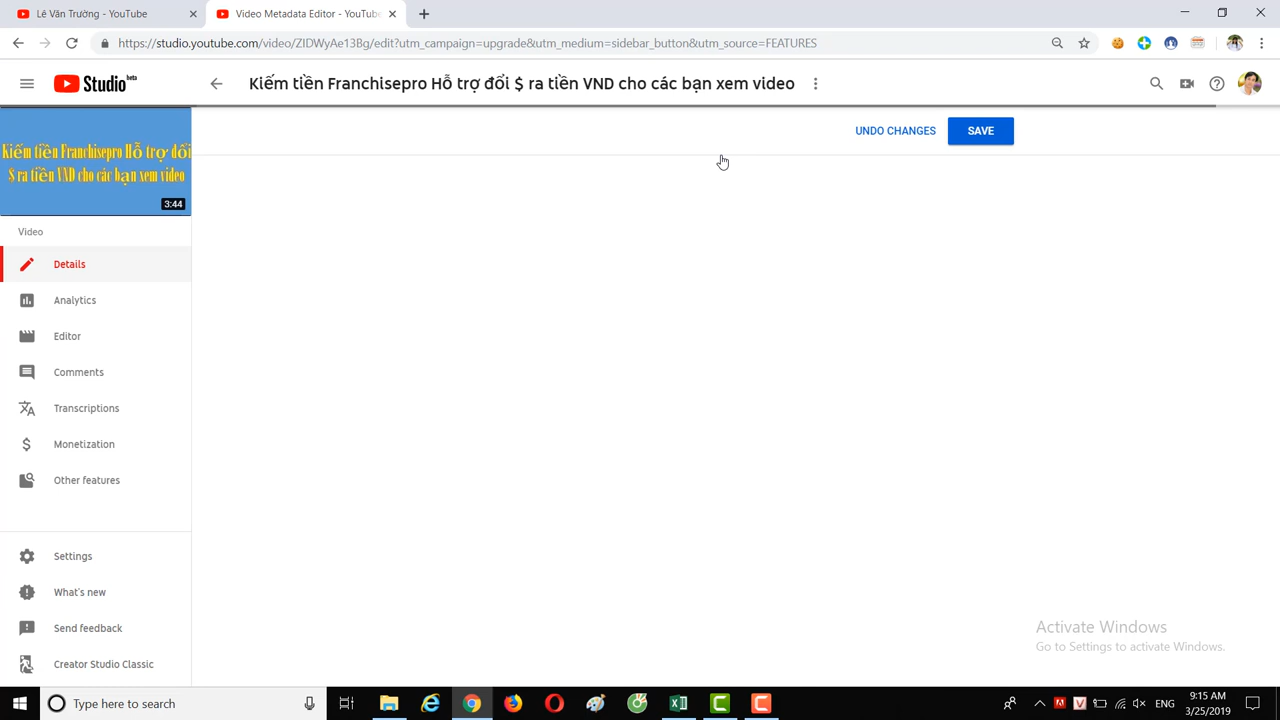 Lê Văn Trường - YouTube
Video Metadata Editor - YouTube
https://studio.youtube.com/video/ZIDWyAe13Bg/edit?utm_campaign=upgrade&utm_medium=sidebar_button&utm_source=FEATURES
Studio beta
Kiếm tiền Franchisepro Hỗ trợ đổi $ ra tiền VND cho các bạn xem video
UNDO CHANGES
SAVE
Kiếm tiền Franchisepro Hỗ trợ đổi
$ ra tiền VND cho các bạn xem video
3:44
Video
Details
Analytics
Editor
Comments
Transcriptions
Monetization
Other features
Settings
What's new
Send feedback
Creator Studio Classic
Activate Windows
Go to Settings to activate Windows.
Type here to search
ENG
9:15 AM
3/25/2019